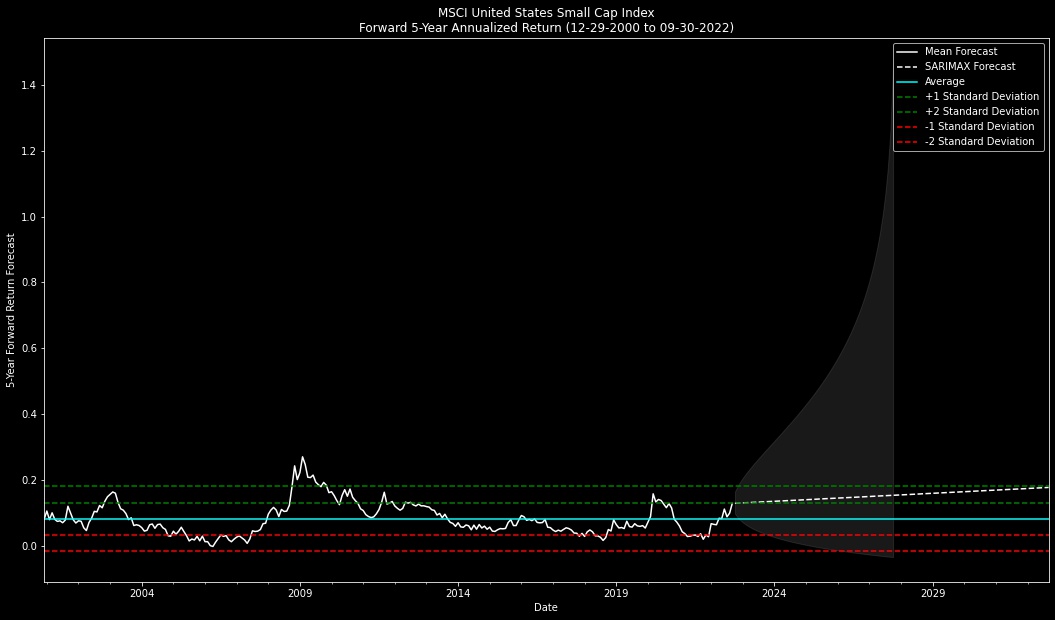 MSCI United States Small Cap Index
Forward 5-Year Annualized Return (12-29-2000 to 09-30-2022)
Mean Forecast
SARIMAX Forecast
Average
+1 Standard Deviation
+2 Standard Deviation
-1 Standard Deviation
-2 Standard Deviation
5-Year Forward Return Forecast
1.4
1.2
1.0
0.8
0.6
0.4
0.2
0.0
2004
2009
2014
2019
2024
2029
Date